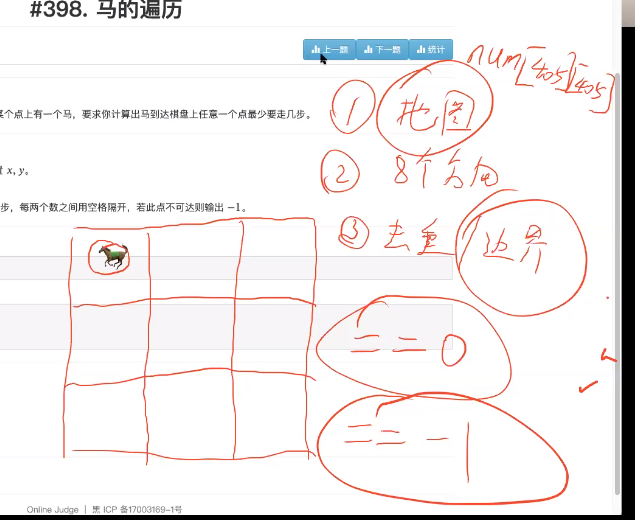 #398. 马的遍历
上一题 下一题 统计
num[405][405]
某个点上有一个马,要求你计算出马到达棋盘上任意一个点最少要走几步。
① 地图
t x, y。
② 8个方向
步,每两个数之间用空格隔开,若此点不可达则输出 −1。
③ 去重 边界
==0
==-1
Online Judge | 黑 ICP 备17003169-1号